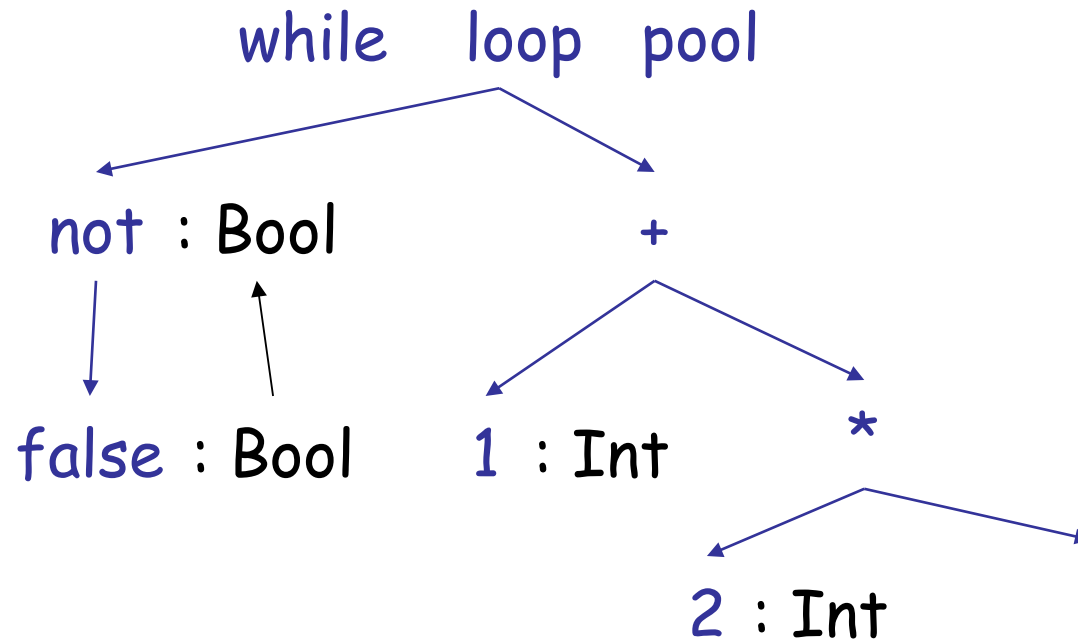 while loop pool
not : Bool +
false : Bool 1 : Int *
2 : Int